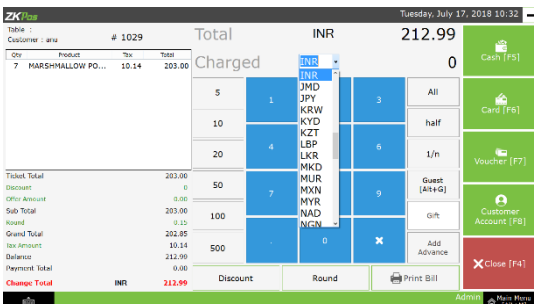 ZKPos
Tuesday, July 17, 2018 10:32
Table :
Customer : anu
# 1029
Qty Product Tax Total
7 MARSHMALLOW PO... 10.14 203.00
Ticket Total 203.00
Discount 0
Offer Amount 0.00
Sub Total 203.00
Round 0.15
Grand Total 202.85
Tax Amount 10.14
Balance 212.99
Payment Total 0.00
Change Total INR 212.99
Total INR 212.99
Charged INR 0
INR
JMD
JPY
KRW
KYD
KZT
LBP
LKR
MKD
MUR
MXN
MYR
NAD
NGN
5 1 3 All
10 half
20 4 6 1/n
50 7 9 Guest
[Alt+G]
100 Gift
500 . 0 × Add
Advance
Discount Round Print Bill
Cash [F5]
Card [F6]
Voucher [F7]
Customer
Account [F8]
Close [F4]
Admin Main Menu